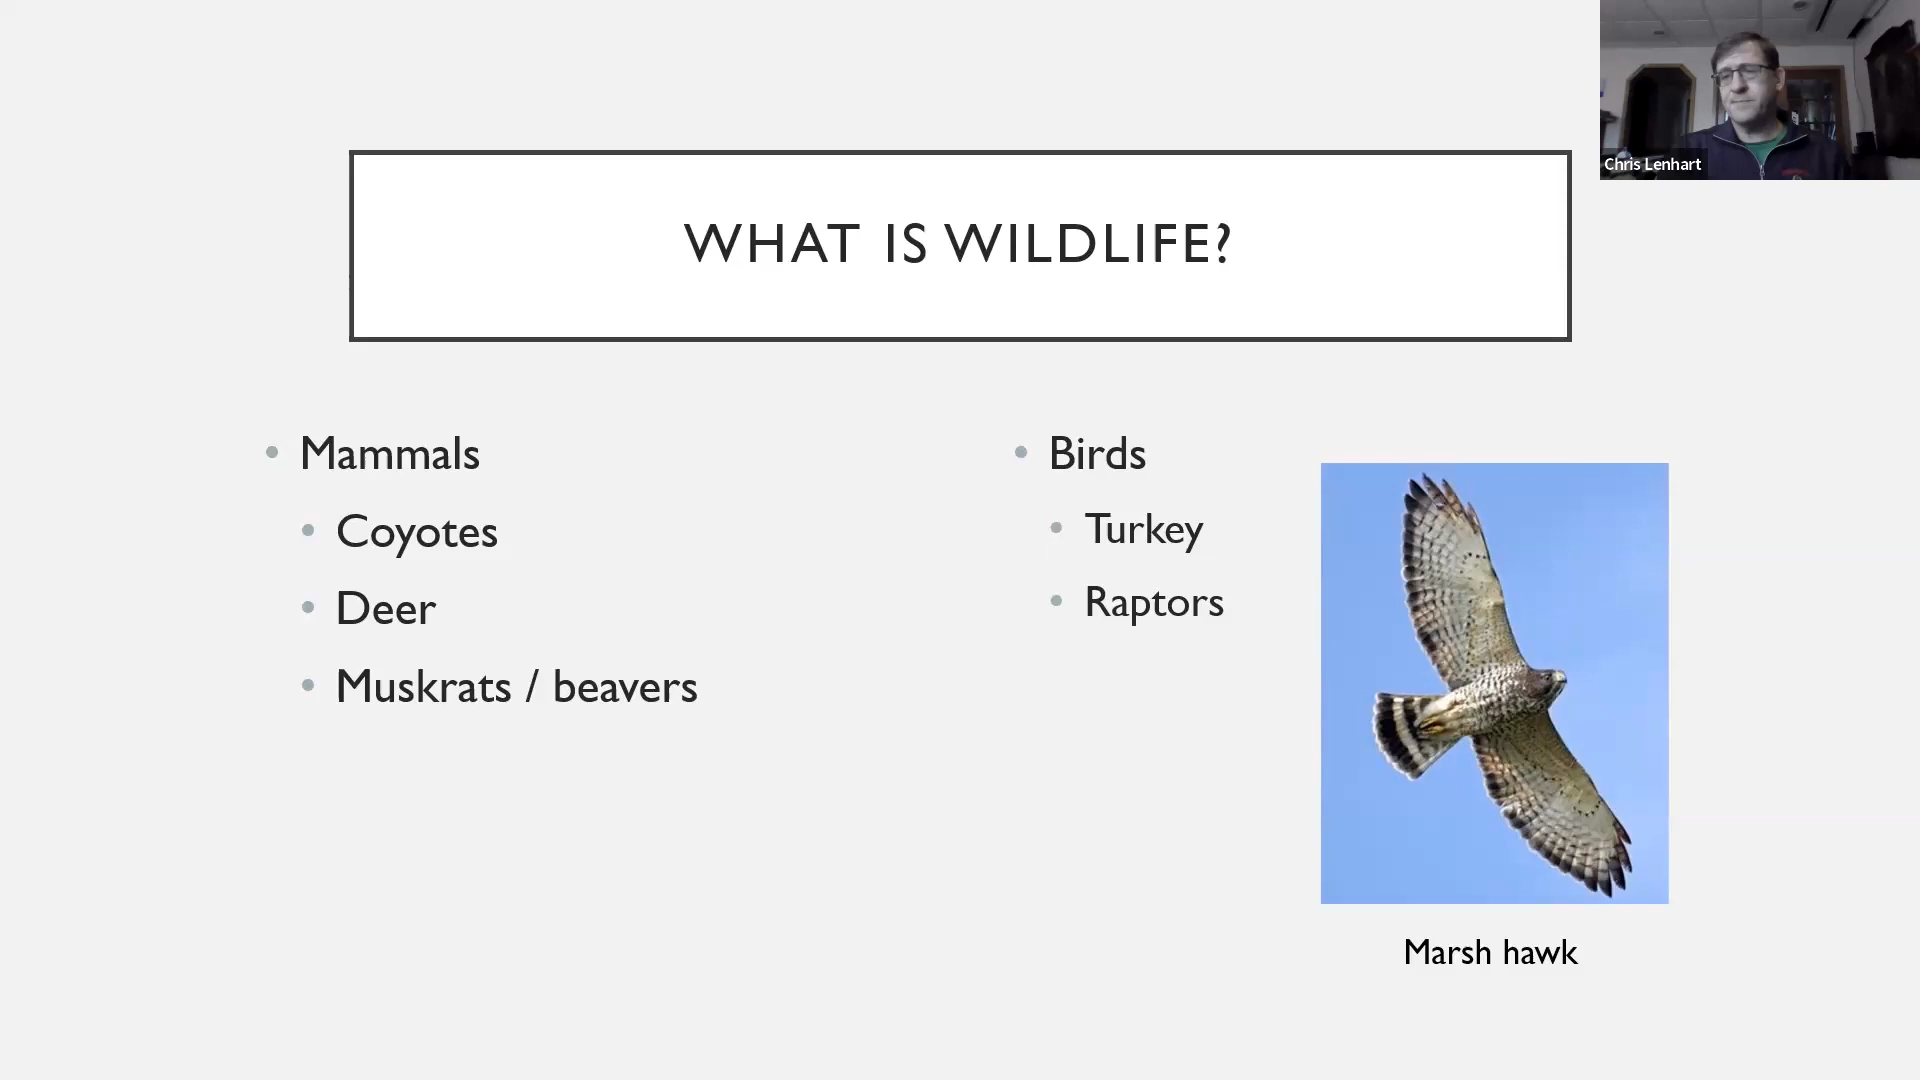 Chris Lenhart
WHAT IS WILDLIFE?
• Mammals
• Coyotes
• Deer
• Muskrats / beavers
• Birds
• Turkey
• Raptors
Marsh hawk